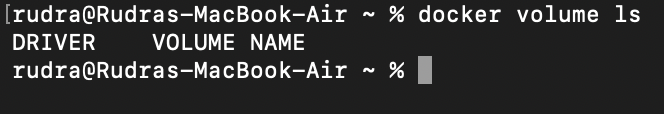 [rudra@Rudras-MacBook-Air ~ % docker volume ls
DRIVER    VOLUME NAME
rudra@Rudras-MacBook-Air ~ %